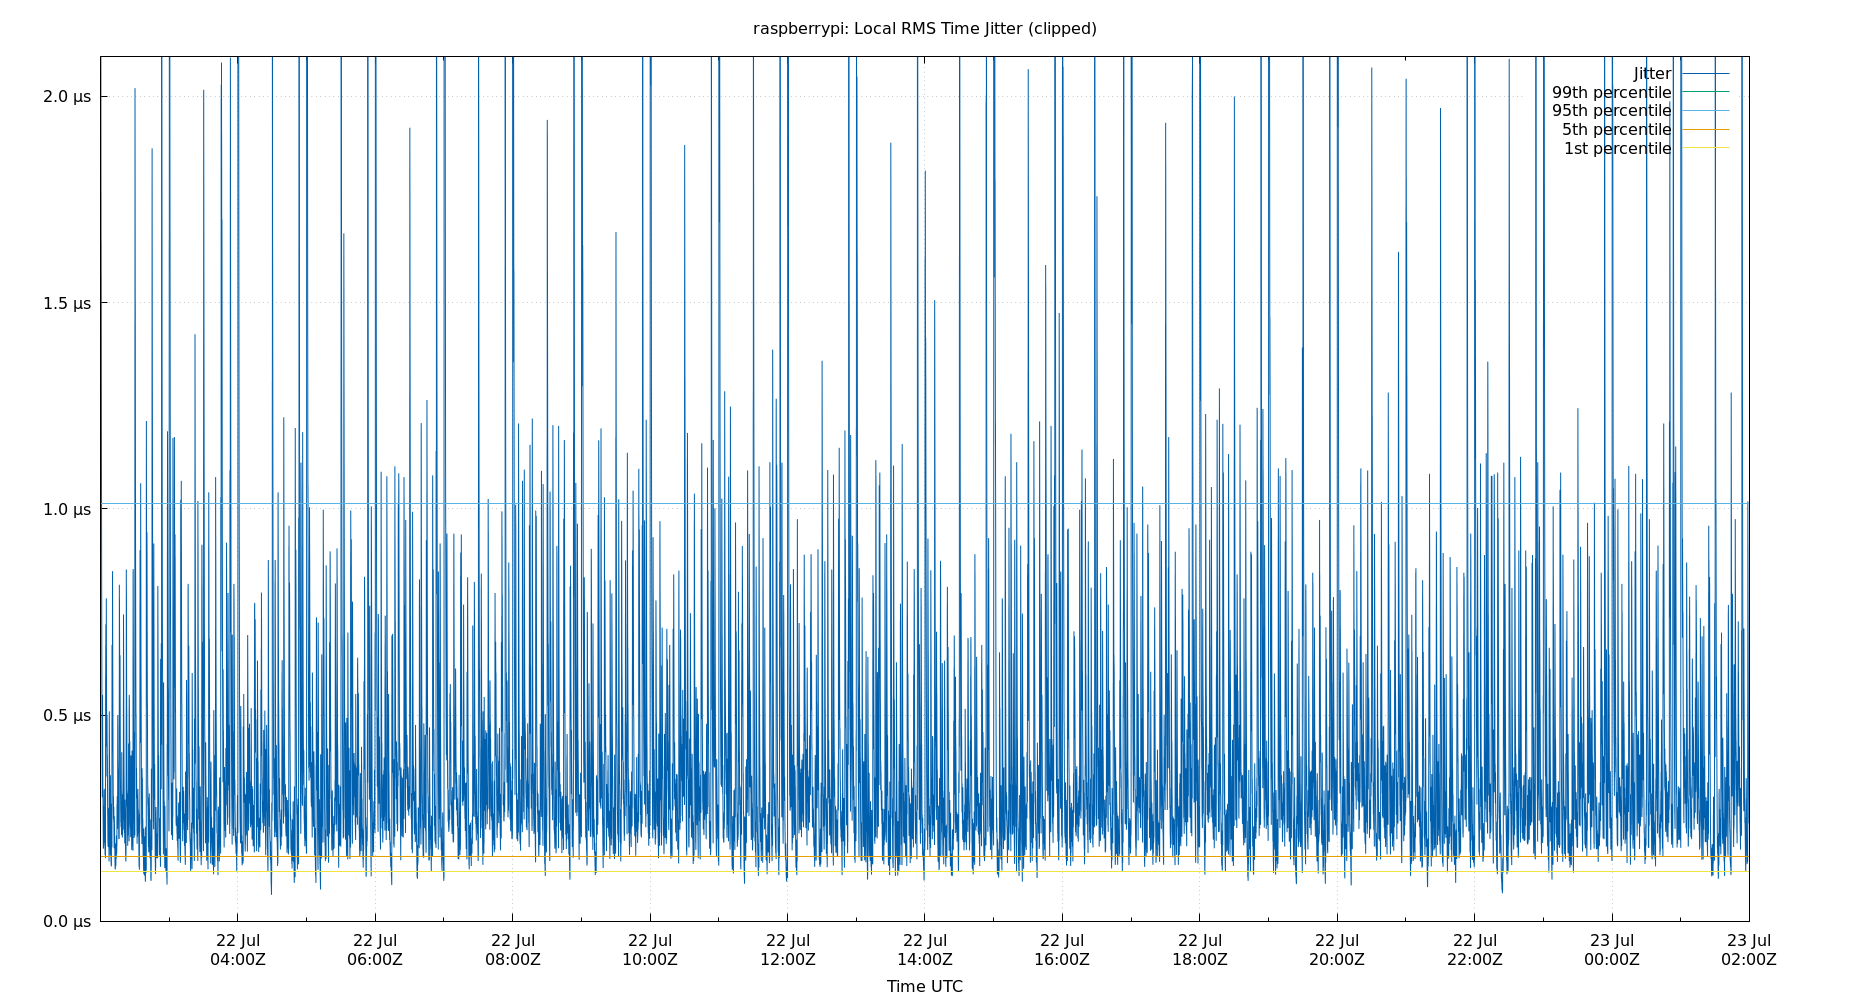 raspberrypi: Local RMS Time Jitter (clipped)
Jitter
99th percentile
95th percentile
5th percentile
1st percentile
2.0 μs
1.5 μs
1.0 μs
0.5 μs
0.0 μs
22 Jul 22 Jul 22 Jul 22 Jul 22 Jul 22 Jul 22 Jul 22 Jul 22 Jul 22 Jul 23 Jul 23 Jul
04:00Z 06:00Z 08:00Z 10:00Z 12:00Z 14:00Z 16:00Z 18:00Z 20:00Z 22:00Z 00:00Z 02:00Z
Time UTC